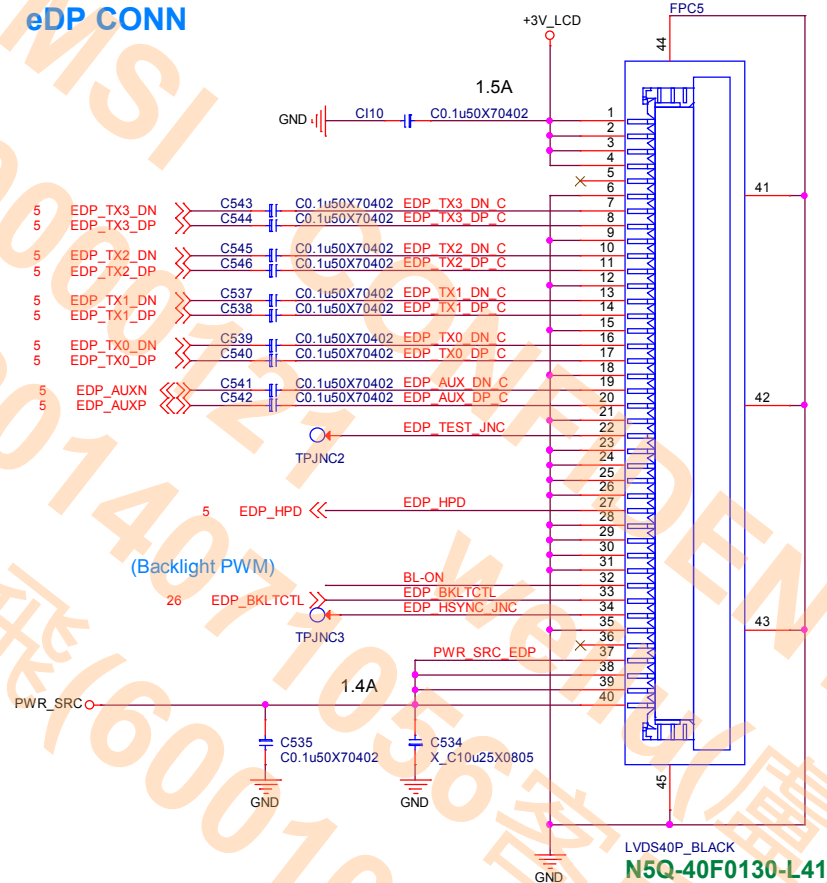 eDP CONN
FPC5
+3V_LCD
44
1.5A
GND CI10 C0.1u50X70402
1
2
3
4
5
6
5 EDP_TX3_DN C543 C0.1u50X70402 EDP_TX3_DN_C 7
5 EDP_TX3_DP C544 C0.1u50X70402 EDP_TX3_DP_C 8
9
5 EDP_TX2_DN C545 C0.1u50X70402 EDP_TX2_DN_C 10
5 EDP_TX2_DP C546 C0.1u50X70402 EDP_TX2_DP_C 11
12
5 EDP_TX1_DN C537 C0.1u50X70402 EDP_TX1_DN_C 13
5 EDP_TX1_DP C538 C0.1u50X70402 EDP_TX1_DP_C 14
15
5 EDP_TX0_DN C539 C0.1u50X70402 EDP_TX0_DN_C 16
5 EDP_TX0_DP C540 C0.1u50X70402 EDP_TX0_DP_C 17
18
5 EDP_AUXN C541 C0.1u50X70402 EDP_AUX_DN_C 19
5 EDP_AUXP C542 C0.1u50X70402 EDP_AUX_DP_C 20
21
EDP_TEST_JNC 22
TPJNC2
23
24
25
26
5 EDP_HPD EDP_HPD 27
28
29
30
31
(Backlight PWM)
BL-ON 32
26 EDP_BKLTCTL EDP_BKLTCTL 33
EDP_HSYNC_JNC 34
TPJNC3
35
36
PWR_SRC_EDP 37
38
39
40
41
42
43
1.4A
PWR_SRC
C535
C0.1u50X70402
GND
C534
X_C10u25X0805
GND
45
GND
LVDS40P_BLACK
N5Q-40F0130-L41
MSI
CONFIDEN